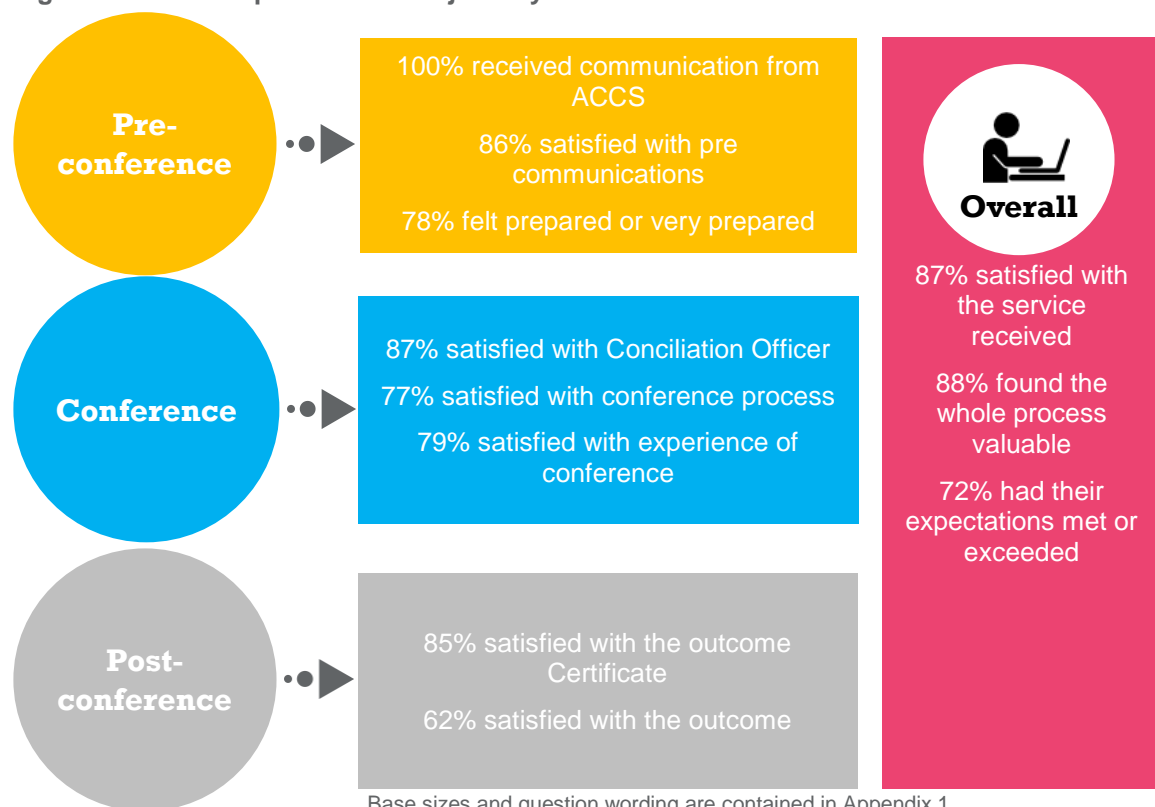 Pre-
conference
100% received communication from
ACCS
86% satisfied with pre
communications
78% felt prepared or very prepared
Conference
87% satisfied with Conciliation Officer
77% satisfied with conference process
79% satisfied with experience of
conference
Post-
conference
85% satisfied with the outcome
Certificate
62% satisfied with the outcome
Overall
87% satisfied with
the service
received
88% found the
whole process
valuable
72% had their
expectations met or
exceeded
Base sizes and question wording are contained in Appendix 1